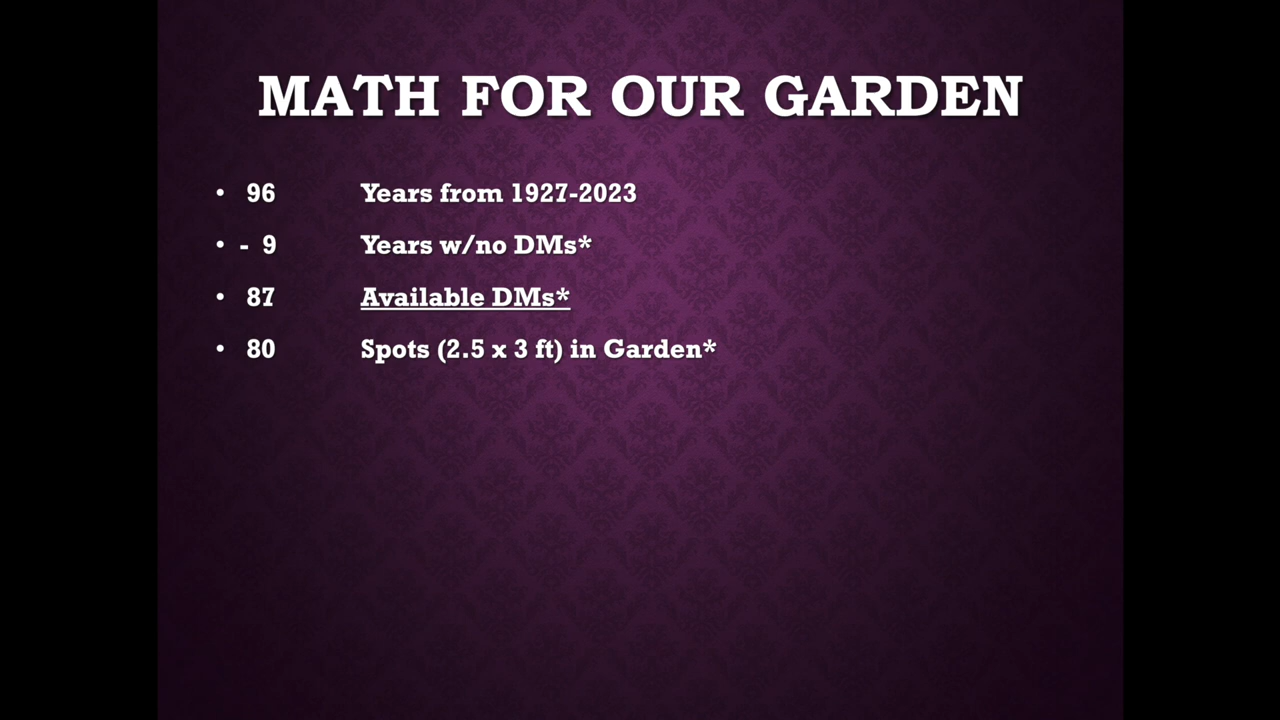 MATH FOR OUR GARDEN
• 96 Years from 1927-2023
• - 9 Years w/no DMs*
• 87 Available DMs*
• 80 Spots (2.5 x 3 ft) in Garden*